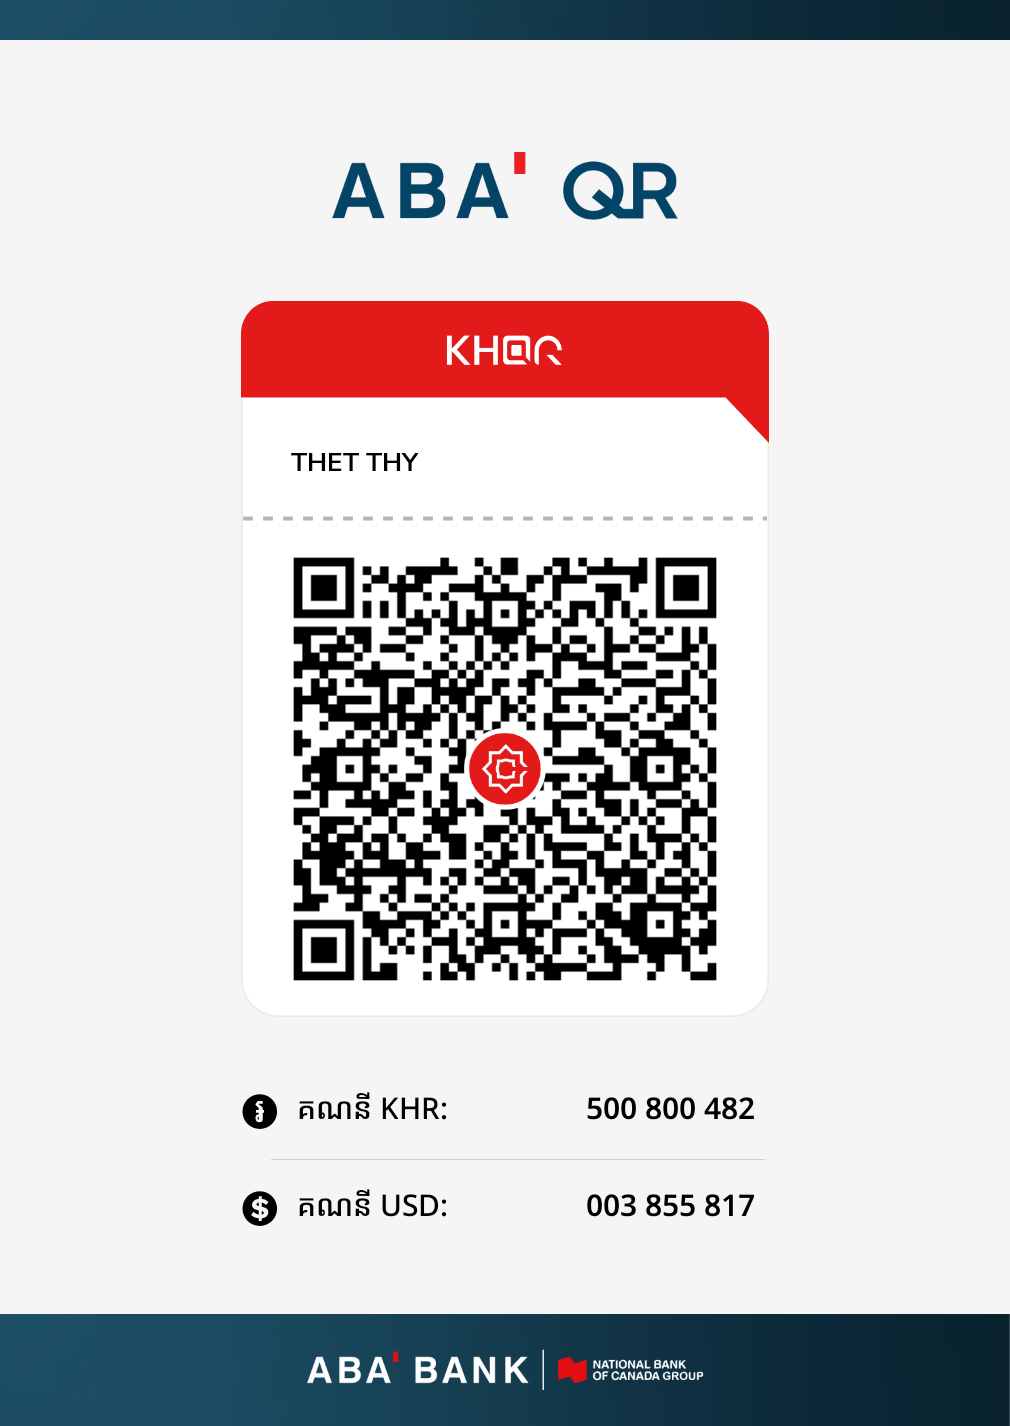 ABA' QR
KHQR
THET THY
គណនី KHR: 500 800 482
គណនី USD: 003 855 817
ABA' BANK
NATIONAL BANK
OF CANADA GROUP